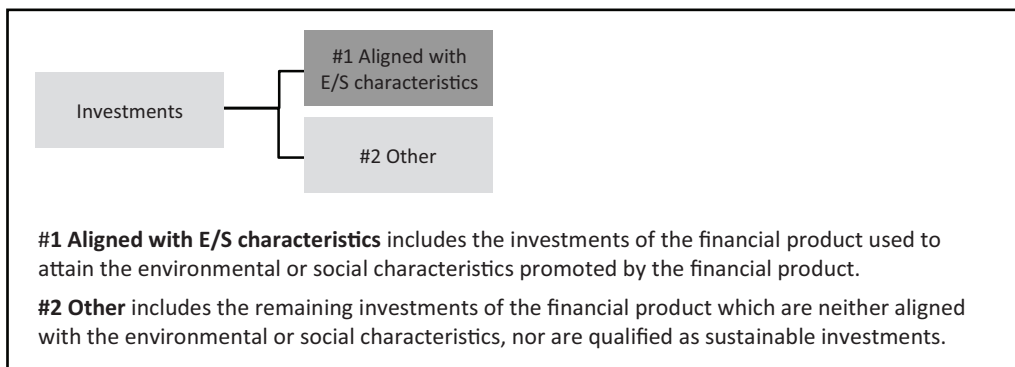 #1 Aligned with
E/S characteristics
Investments
#2 Other
#1 Aligned with E/S characteristics includes the investments of the financial product used to
attain the environmental or social characteristics promoted by the financial product.
#2 Other includes the remaining investments of the financial product which are neither aligned
with the environmental or social characteristics, nor are qualified as sustainable investments.